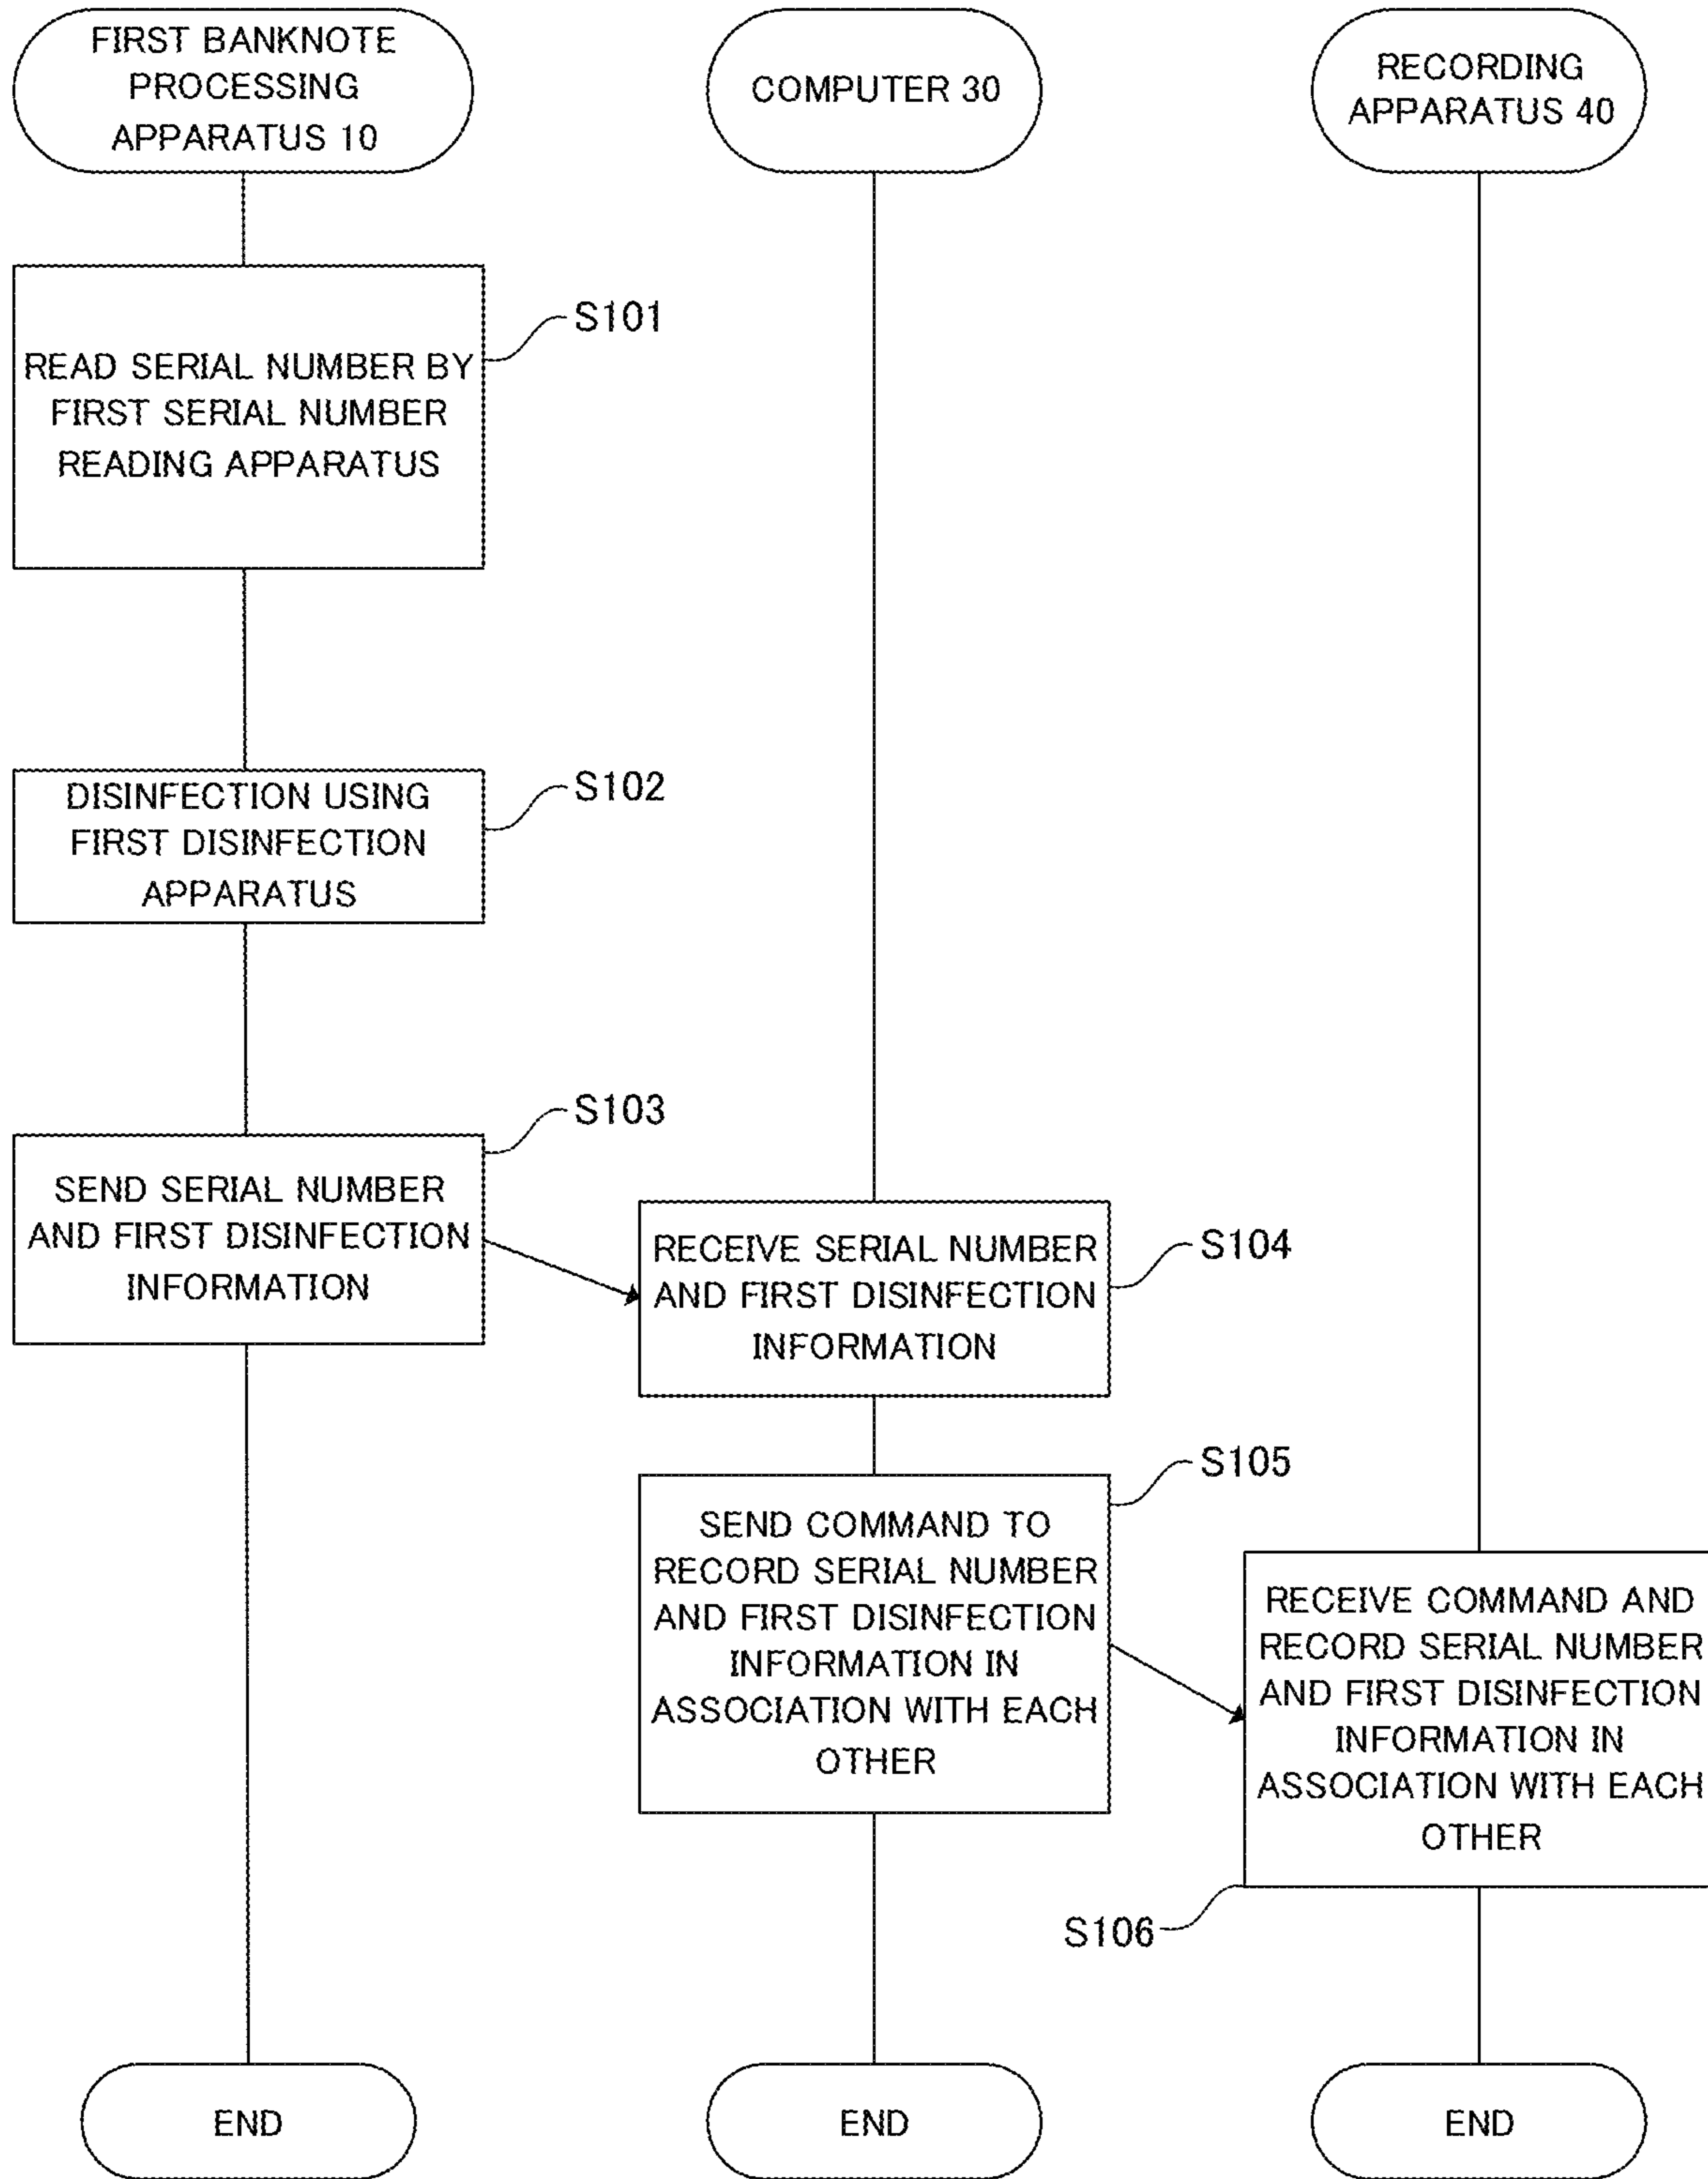 FIRST BANKNOTE
PROCESSING
APPARATUS 10
COMPUTER 30
RECORDING
APPARATUS 40
READ SERIAL NUMBER BY
FIRST SERIAL NUMBER
READING APPARATUS
S101
DISINFECTION USING
FIRST DISINFECTION
APPARATUS
S102
SEND SERIAL NUMBER
AND FIRST DISINFECTION
INFORMATION
S103
RECEIVE SERIAL NUMBER
AND FIRST DISINFECTION
INFORMATION
S104
SEND COMMAND TO
RECORD SERIAL NUMBER
AND FIRST DISINFECTION
INFORMATION IN
ASSOCIATION WITH EACH
OTHER
S105
RECEIVE COMMAND AND
RECORD SERIAL NUMBER
AND FIRST DISINFECTION
INFORMATION IN
ASSOCIATION WITH EACH
OTHER
S106
END
END
END